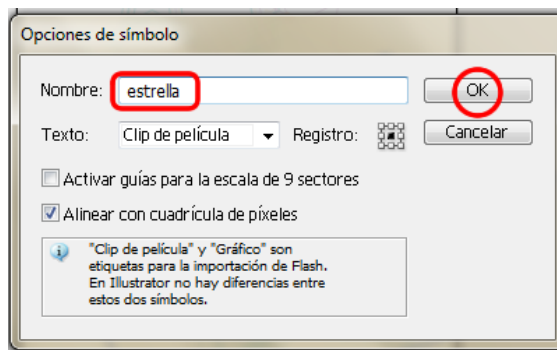 Opciones de símbolo
Nombre: estrella OK
Texto: Clip de película Registro: Cancelar
Activar guías para la escala de 9 sectores
Alinear con cuadrícula de píxeles
"Clip de película" y "Gráfico" son
etiquetas para la importación de Flash.
En Illustrator no hay diferencias entre
estos dos símbolos.